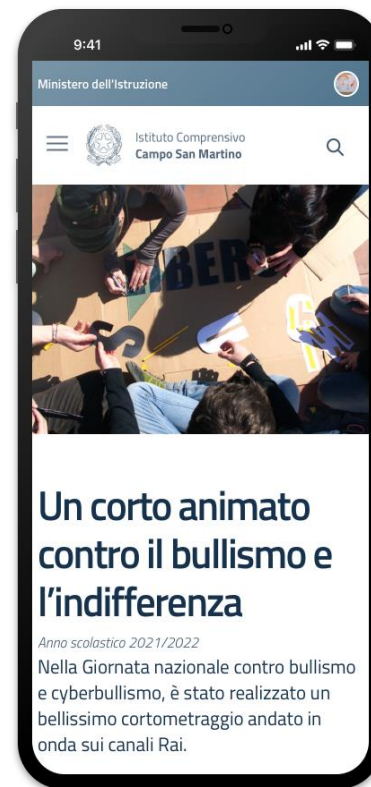 9:41
Ministero dell'Istruzione
Istituto Comprensivo
Campo San Martino
BERO
S
Un corto animato
contro il bullismo e
l'indifferenza
Anno scolastico 2021/2022
Nella Giornata nazionale contro bullismo
e cyberbullismo, è stato realizzato un
bellissimo cortometraggio andato in
onda sui canali Rai.